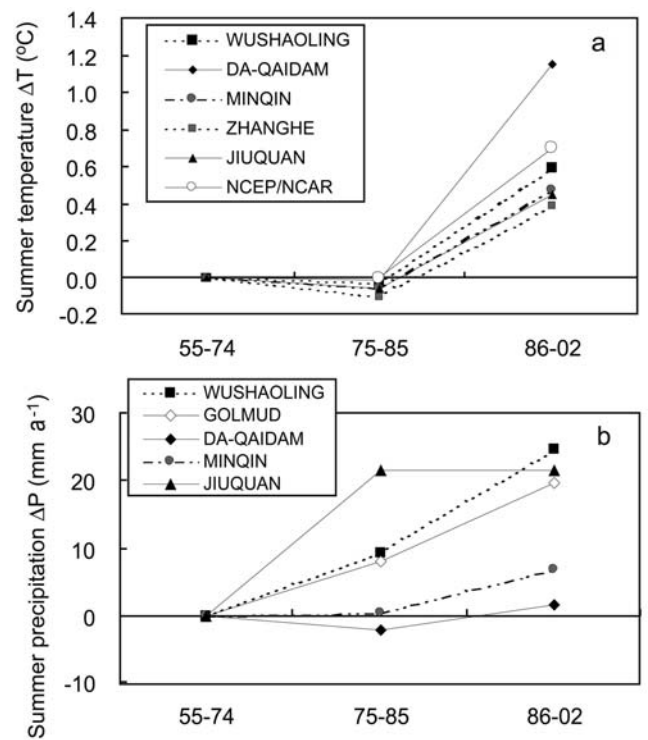 a
Summer temperature ΔT (ºC)
1.4
1.2
1.0
0.8
0.6
0.4
0.2
0.0
-0.2
WUSHAOLING
DA-QAIDAM
MINQIN
ZHANGHE
JIUQUAN
NCEP/NCAR
55-74 75-85 86-02
b
Summer precipitation ΔP (mm a⁻¹)
30
20
10
0
-10
WUSHAOLING
GOLMUD
DA-QAIDAM
MINQIN
JIUQUAN
55-74 75-85 86-02